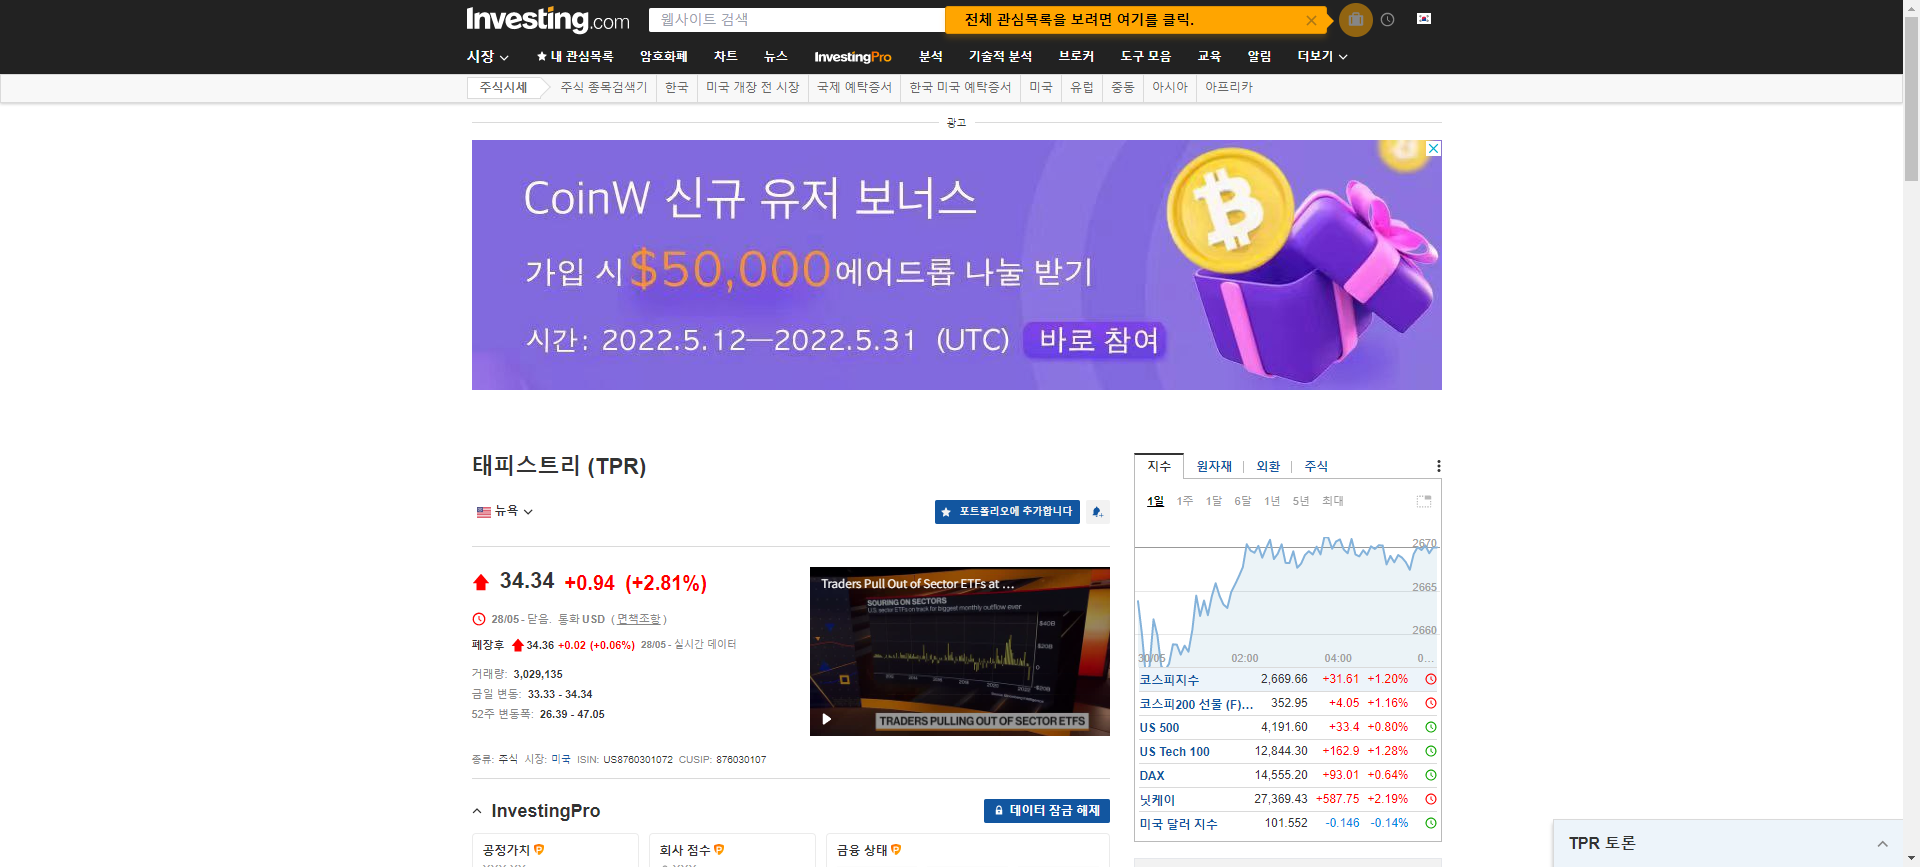 Investing.com
웹사이트 검색
전체 관심목록을 보려면 여기를 클릭.
시장 내 관심목록 암호화폐 차트 뉴스 InvestingPro 분석 기술적 분석 브로커 도구 모음 교육 알림 더보기
주식시세 주식 종목검색기 한국 미국 개장 전 시장 국제 예탁증서 한국 미국 예탁증서 미국 유럽 중동 아시아 아프리카
광고
CoinW 신규 유저 보너스
가입 시 $50,000 에어드롭 나눌 받기
시간: 2022.5.12—2022.5.31 (UTC) 바로 참여
태피스트리 (TPR)
뉴욕
포트폴리오에 추가합니다
34.34 +0.94 (+2.81%)
28/05 - 닫음. 통화 USD ( 면책조항 )
폐장후 34.36 +0.02 (+0.06%) 28/05 - 실시간 데이터
거래량: 3,029,135
금일 변동: 33.33 - 34.34
52주 변동폭: 26.39 - 47.05
Traders Pull Out of Sector ETFs at ...
SOURING ON SECTORS
U.S. sector ETFs on track for biggest monthly outflow ever
$40B
$20B
0
-$20B
TRADERS PULLING OUT OF SECTOR ETFS
종류: 주식 시장: 미국 ISIN: US8760301072 CUSIP: 876030107
InvestingPro
데이터 잠금 해제
공정가치 회사 점수 금융 상태
지수 원자재 외환 주식
1일 1주 1달 6달 1년 5년 최대
2670
2665
2660
30/05 02:00 04:00 0...
코스피지수 2,669.66 +31.61 +1.20%
코스피200 선물 (F)... 352.95 +4.05 +1.16%
US 500 4,191.60 +33.4 +0.80%
US Tech 100 12,844.30 +162.9 +1.28%
DAX 14,555.20 +93.01 +0.64%
닛케이 27,369.43 +587.75 +2.19%
미국 달러 지수 101.552 -0.146 -0.14%
TPR 토론